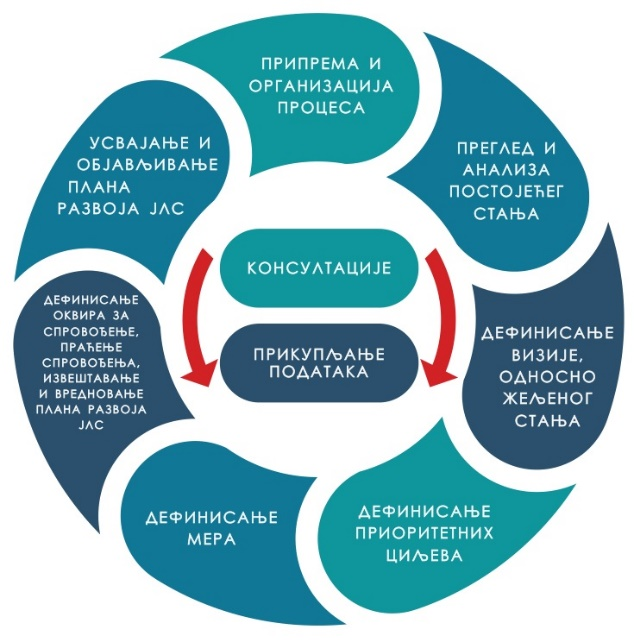 ПРИПРЕМА И
ОРГАНИЗАЦИЈА
ПРОЦЕСА
ПРЕГЛЕД И
АНАЛИЗА
ПОСТОЈЕЋЕГ
СТАЊА
ДЕФИНИСАЊЕ
ВИЗИЈЕ,
ОДНОСНО
ЖЕЉЕНОГ
СТАЊА
ДЕФИНИСАЊЕ
ПРИОРИТЕТНИХ
ЦИЉЕВА
ДЕФИНИСАЊЕ
МЕРА
ДЕФИНИСАЊЕ
ОКВИРА ЗА
СПРОВОЂЕЊЕ,
ПРАЋЕЊЕ
СПРОВОЂЕЊА,
ИЗВЕШТАВАЊЕ
И ВРЕДНОВАЊЕ
ПЛАНА РАЗВОЈА
ЈЛС
УСВАЈАЊЕ И
ОБЈАВЉИВАЊЕ
ПЛАНА
РАЗВОЈА ЈЛС
КОНСУЛТАЦИЈЕ
ПРИКУПЉАЊЕ
ПОДАТАКА